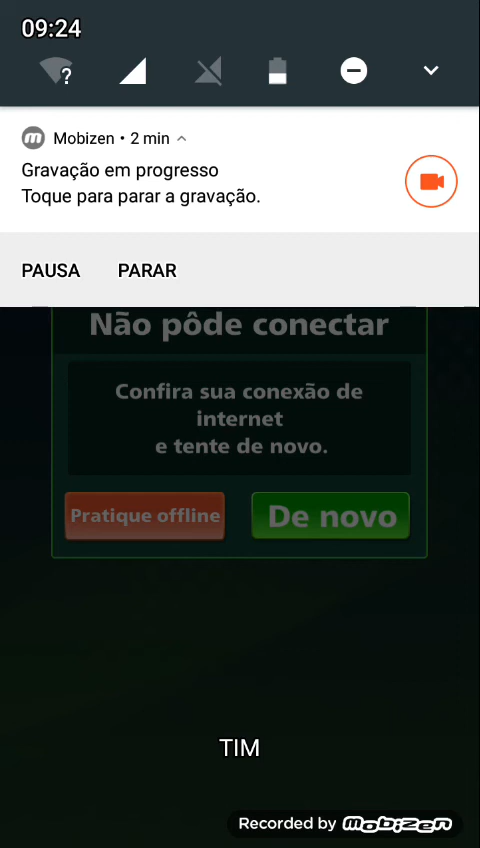 09:24
Mobizen • 2 min
Gravação em progresso
Toque para parar a gravação.
PAUSA PARAR
Não pôde conectar
Confira sua conexão de
internet
e tente de novo.
Pratique offline De novo
TIM
Recorded by Mobizen